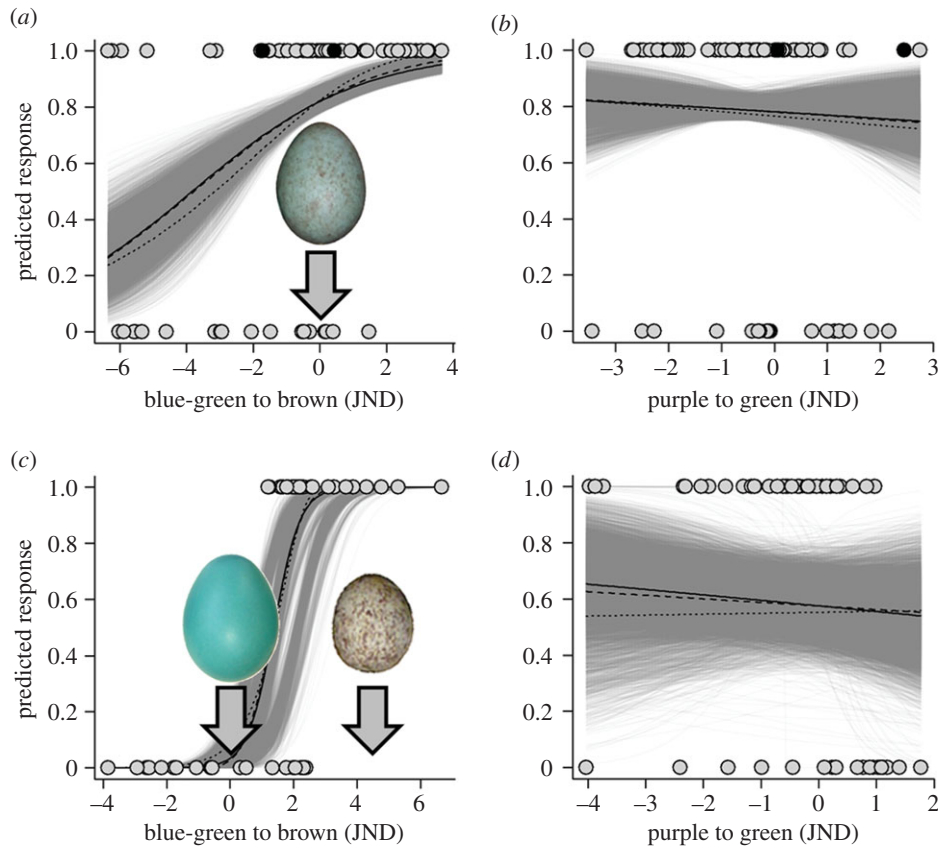 (a)
1.0
0.8
0.6
0.4
0.2
0
predicted response
–6 –4 –2 0 2 4
blue-green to brown (JND)
(b)
1.0
0.8
0.6
0.4
0.2
0
–3 –2 –1 0 1 2 3
purple to green (JND)
(c)
1.0
0.8
0.6
0.4
0.2
0
predicted response
–4 –2 0 2 4 6
blue-green to brown (JND)
(d)
1.0
0.8
0.6
0.4
0.2
0
–4 –3 –2 –1 0 1 2
purple to green (JND)